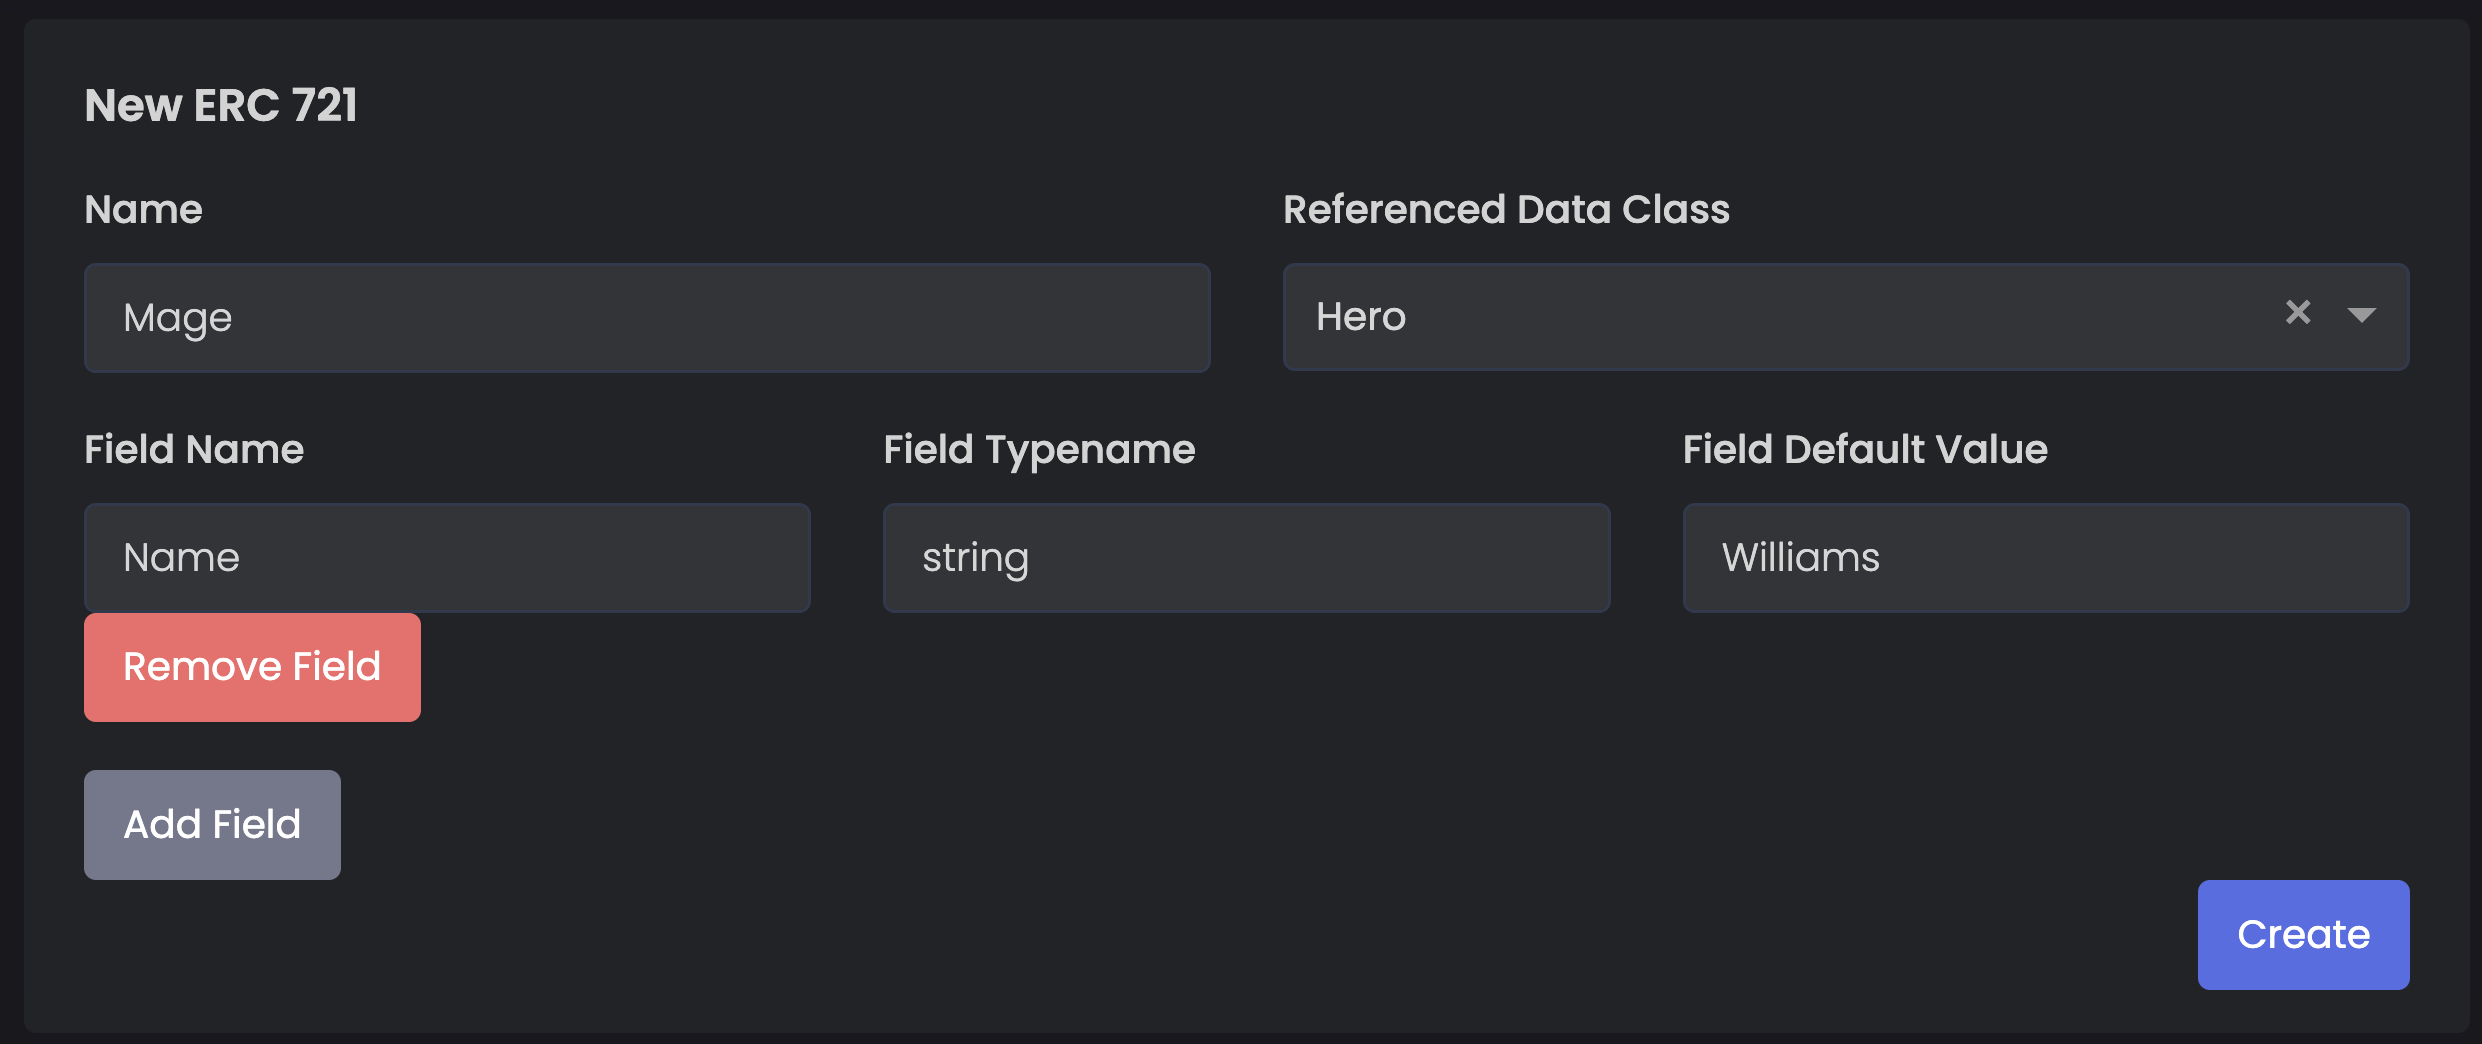 New ERC 721
Name
Referenced Data Class
Mage
Hero
Field Name
Field Typename
Field Default Value
Name
string
Williams
Remove Field
Add Field
Create